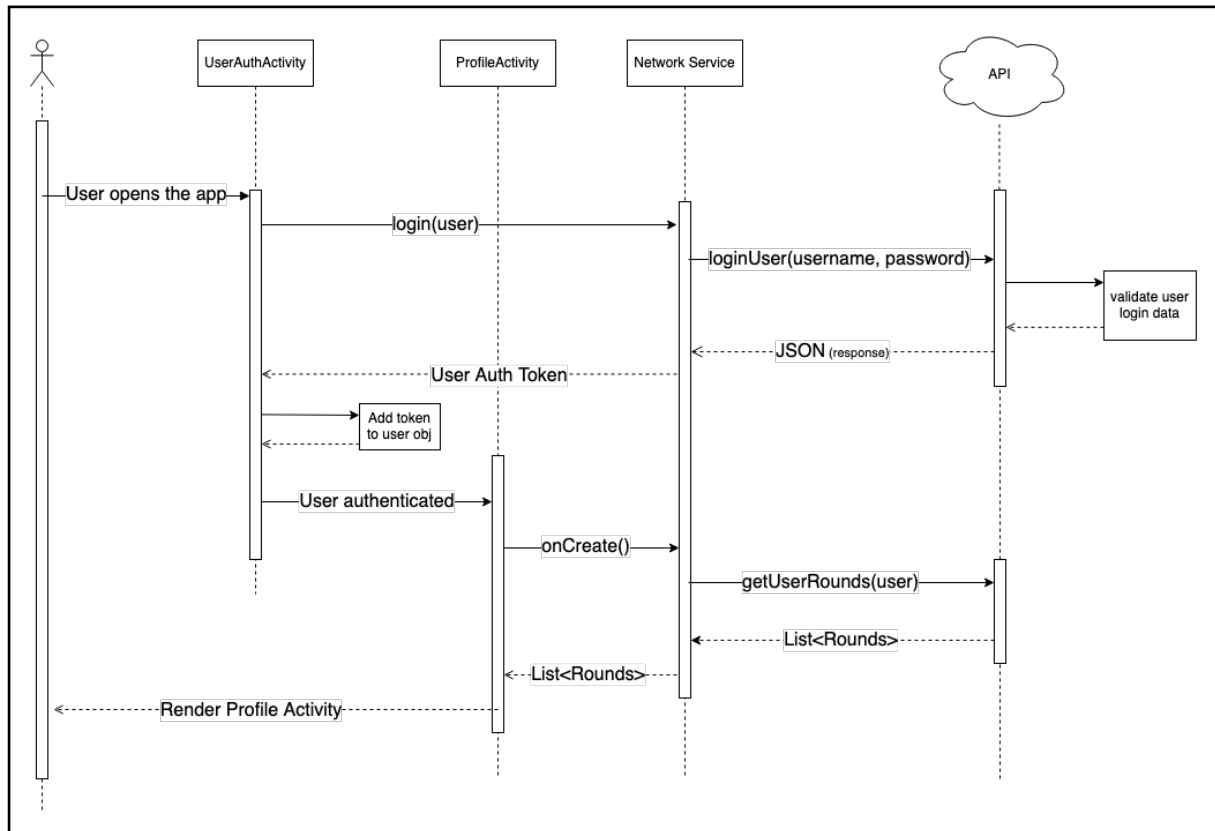 UserAuthActivity
ProfileActivity
Network Service
API
User opens the app
login(user)
loginUser(username, password)
validate user
login data
JSON (response)
User Auth Token
Add token
to user obj
User authenticated
onCreate()
getUserRounds(user)
List<Rounds>
List<Rounds>
Render Profile Activity